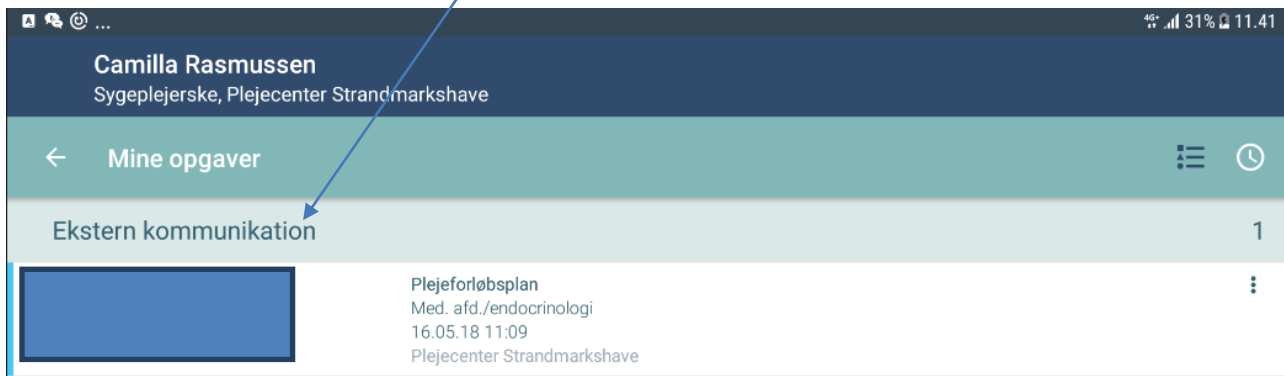 ... 4G+ 31% 11.41
Camilla Rasmussen
Sygeplejerske, Plejecenter Strandmarkshave
Mine opgaver
Ekstern kommunikation 1
Plejeforløbsplan
Med. afd./endocrinologi
16.05.18 11:09
Plejecenter Strandmarkshave